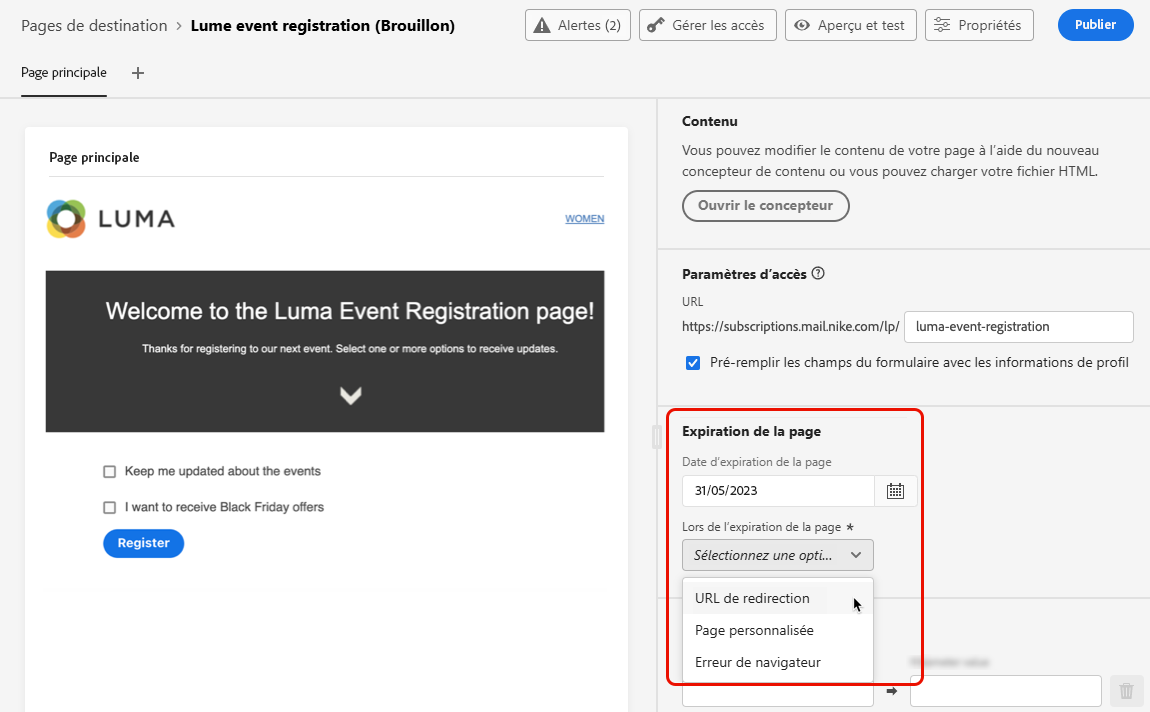 Pages de destination > Lume event registration (Brouillon)
Alertes (2)
Gérer les accès
Aperçu et test
Propriétés
Publier
Page principale +
Page principale
LUMA
WOMEN
Welcome to the Luma Event Registration page!
Thanks for registering to our next event. Select one or more options to receive updates.
Keep me updated about the events
I want to receive Black Friday offers
Register
Contenu
Vous pouvez modifier le contenu de votre page à l’aide du nouveau
concepteur de contenu ou vous pouvez charger votre fichier HTML.
Ouvrir le concepteur
Paramètres d’accès ?
URL
https://subscriptions.mail.nike.com/lp/ luma-event-registration
Pré-remplir les champs du formulaire avec les informations de profil
Expiration de la page
Date d’expiration de la page
31/05/2023
Lors de l’expiration de la page *
Sélectionnez une opti...
URL de redirection
Page personnalisée
Erreur de navigateur